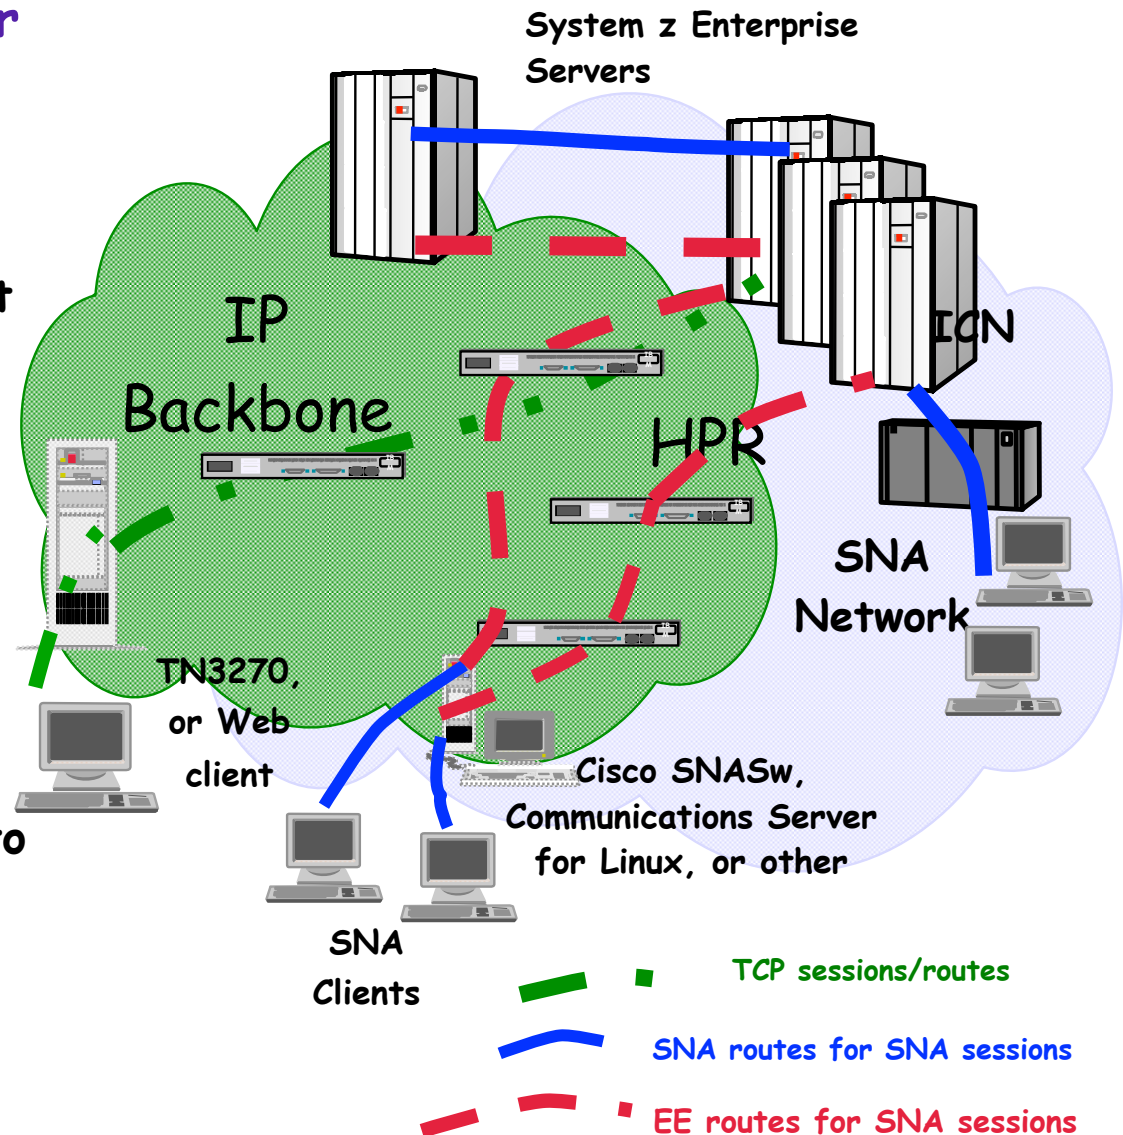 r
System z Enterprise
Servers
t
IP
Backbone
ICN
HPR
SNA
Network
TN3270,
or Web
client
Cisco SNASw,
Communications Server
for Linux, or other
to
SNA
Clients
TCP sessions/routes
SNA routes for SNA sessions
EE routes for SNA sessions